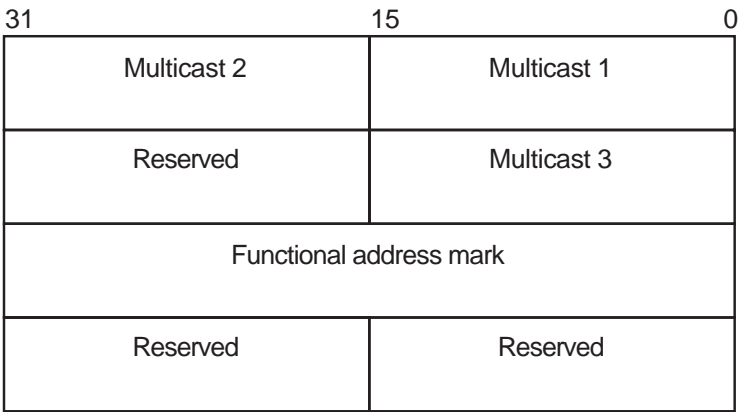 31 15 0
Multicast 2 Multicast 1
Reserved Multicast 3
Functional address mark
Reserved Reserved